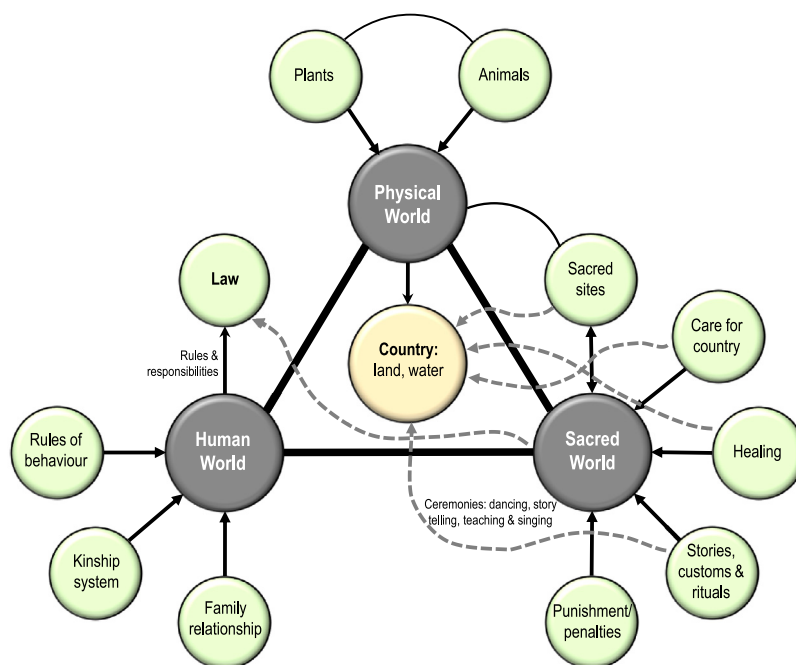 Plants
Animals
Physical
World
Law
Sacred
sites
Care for
country
Country:
land, water
Rules &
responsibilities
Rules of
behaviour
Human
World
Sacred
World
Healing
Ceremonies: dancing, story
telling, teaching & singing
Kinship
system
Family
relationship
Punishment/
penalties
Stories,
customs &
rituals